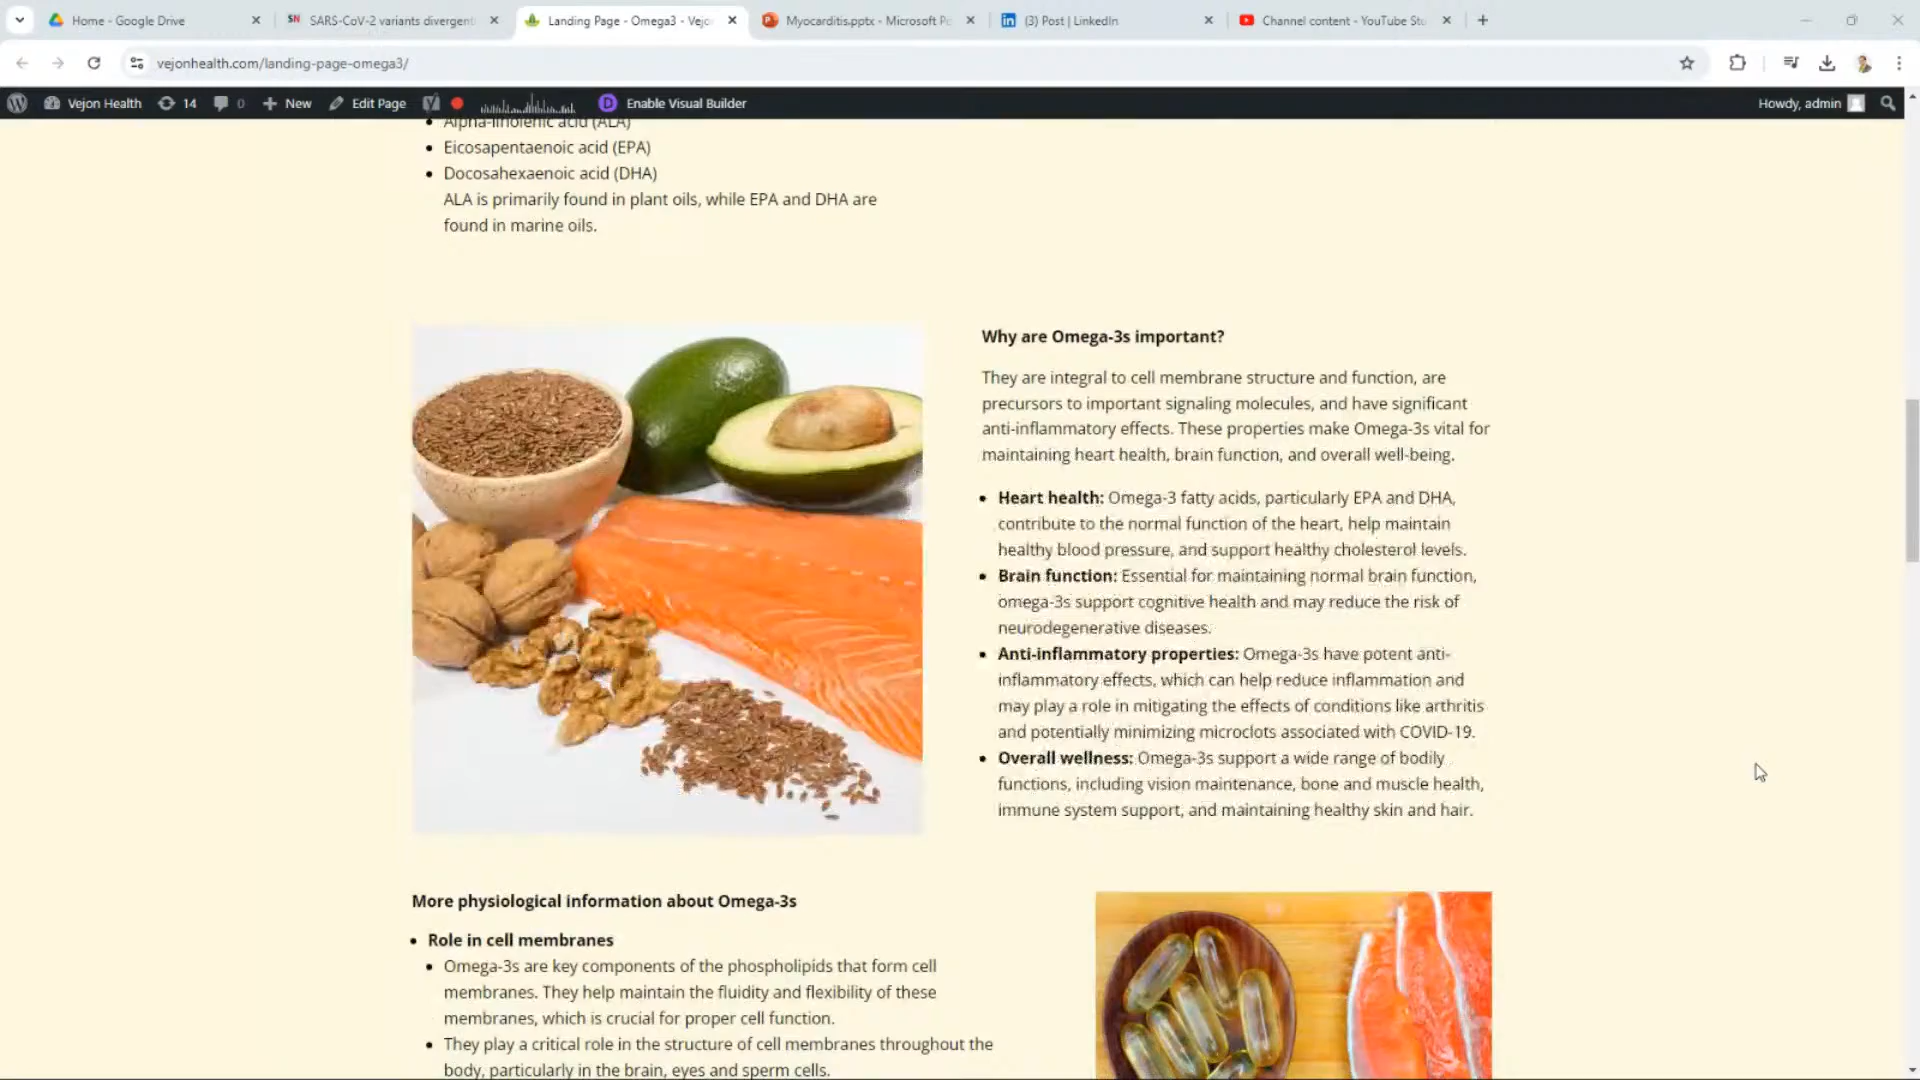 Home - Google Drive
SN SARS-CoV-2 variants divergent
Landing Page - Omega3 - Vejo
Myocarditis.pptx - Microsoft Po
(3) Post | LinkedIn
Channel content - YouTube Stu
vejonhealth.com/landing-page-omega3/
Vejon Health 14 0 New Edit Page Enable Visual Builder Howdy, admin
Alpha-linolenic acid (ALA)
Eicosapentaenoic acid (EPA)
Docosahexaenoic acid (DHA)
ALA is primarily found in plant oils, while EPA and DHA are
found in marine oils.
Why are Omega-3s important?
They are integral to cell membrane structure and function, are
precursors to important signaling molecules, and have significant
anti-inflammatory effects. These properties make Omega-3s vital for
maintaining heart health, brain function, and overall well-being.
Heart health: Omega-3 fatty acids, particularly EPA and DHA,
contribute to the normal function of the heart, help maintain
healthy blood pressure, and support healthy cholesterol levels.
Brain function: Essential for maintaining normal brain function,
omega-3s support cognitive health and may reduce the risk of
neurodegenerative diseases.
Anti-inflammatory properties: Omega-3s have potent anti-
inflammatory effects, which can help reduce inflammation and
may play a role in mitigating the effects of conditions like arthritis
and potentially minimizing microclots associated with COVID-19.
Overall wellness: Omega-3s support a wide range of bodily
functions, including vision maintenance, bone and muscle health,
immune system support, and maintaining healthy skin and hair.
More physiological information about Omega-3s
Role in cell membranes
Omega-3s are key components of the phospholipids that form cell
membranes. They help maintain the fluidity and flexibility of these
membranes, which is crucial for proper cell function.
They play a critical role in the structure of cell membranes throughout the
body, particularly in the brain, eyes and sperm cells.